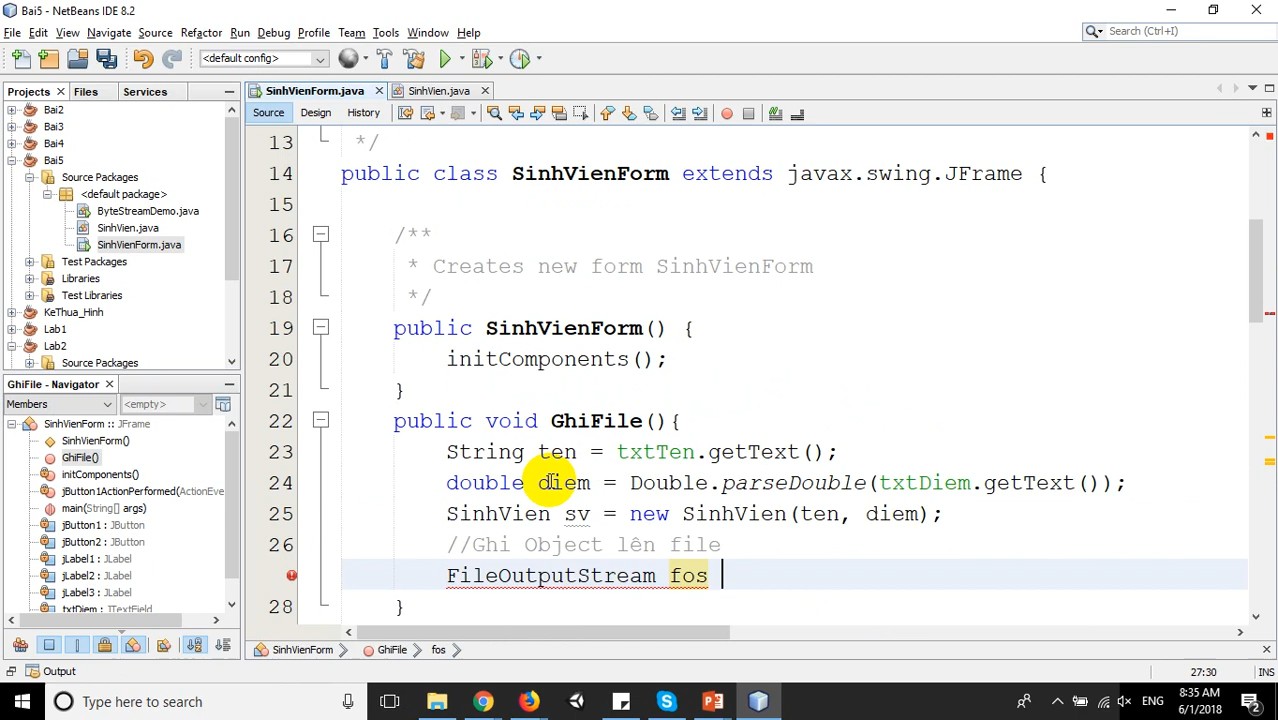 Bai5 - NetBeans IDE 8.2
File Edit View Navigate Source Refactor Run Debug Profile Team Tools Window Help
Search (Ctrl+I)
<default config>
Projects Files Services
SinhVienForm.java SinhVien.java
Source Design History
Bai2
Bai3
Bai4
Bai5
Source Packages
<default package>
ByteStreamDemo.java
SinhVien.java
SinhVienForm.java
Test Packages
Libraries
Test Libraries
KeThua_Hinh
Lab1
Lab2
Source Packages
GhiFile - Navigator
Members <empty>
SinhVienForm :: JFrame
SinhVienForm()
GhiFile()
initComponents()
jButton1ActionPerformed(ActionEve
main(String[] args)
jButton1 : JButton
jButton2 : JButton
jLabel1 : JLabel
jLabel2 : JLabel
jLabel3 : JLabel
txtDiem : JTextField
13 */
14 public class SinhVienForm extends javax.swing.JFrame {
15
16 /**
17 * Creates new form SinhVienForm
18 */
19 public SinhVienForm() {
20 initComponents();
21 }
22 public void GhiFile(){
23 String ten = txtTen.getText();
24 double diem = Double.parseDouble(txtDiem.getText());
25 SinhVien sv = new SinhVien(ten, diem);
26 //Ghi Object lên file
FileOutputStream fos
28 }
SinhVienForm GhiFile fos
Output
27:30 INS
Type here to search
ENG
8:35 AM
6/1/2018
2